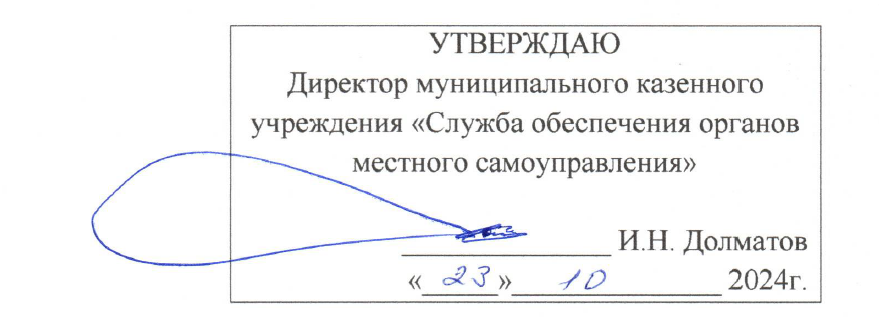 УТВЕРЖДАЮ
Директор муниципального казенного
учреждения «Служба обеспечения органов
местного самоуправления»
_______________ И.Н. Долматов
«23» 10 2024г.